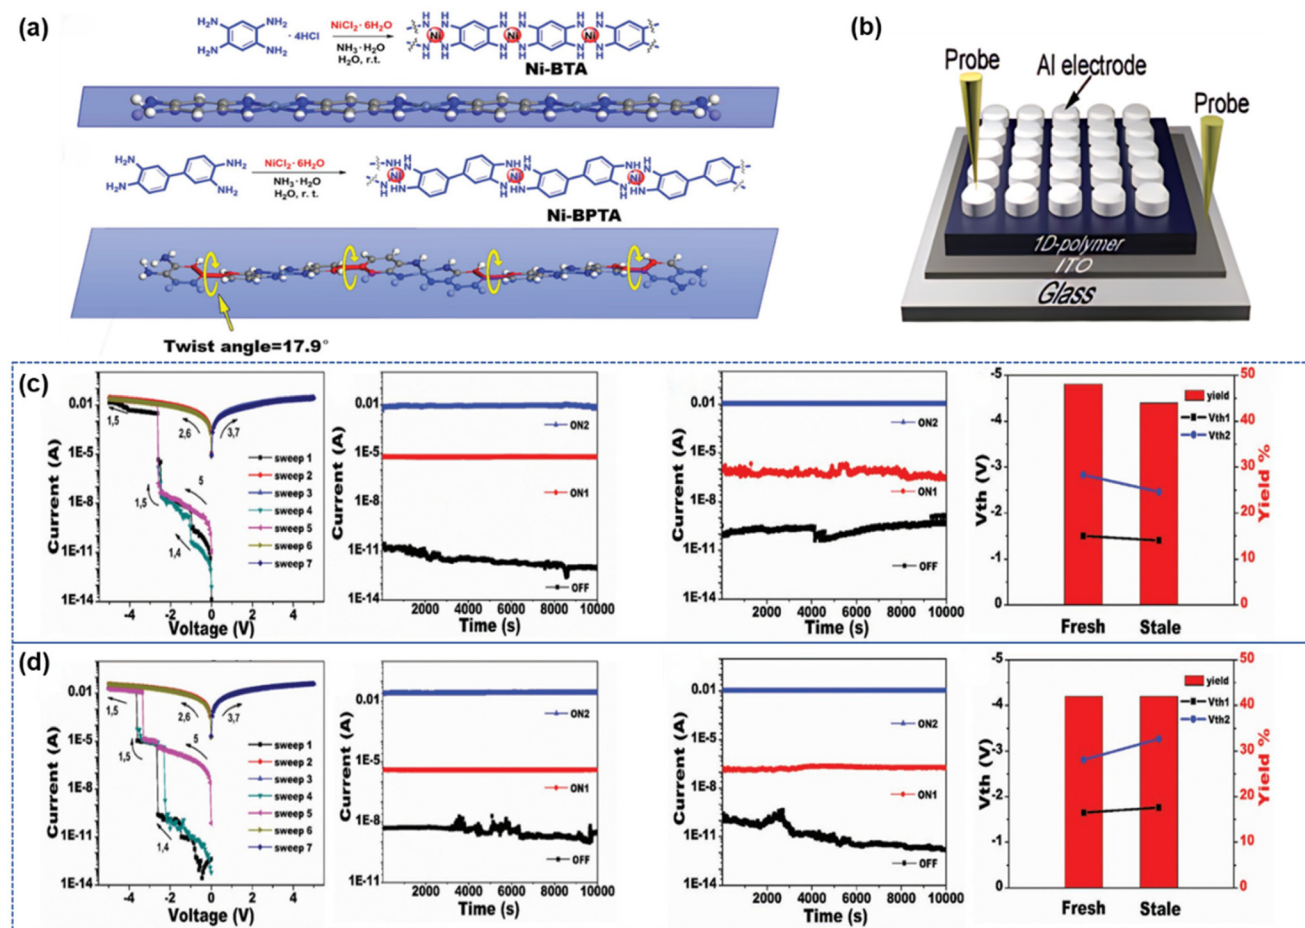 (a)
H₂N
NH₂
H₂N
NH₂
· 4HCl
NiCl₂ · 6H₂O
NH₃ · H₂O
H₂O, r.t.
Ni
Ni
Ni
Ni-BTA
H₂N
H₂N
NH₂
NH₂
NiCl₂ · 6H₂O
NH₃ · H₂O
H₂O, r. t.
Ni
Ni
Ni
Ni-BPTA
Twist angle=17.9°
(b)
Probe
Al electrode
Probe
1D-polymer
ITO
Glass
(c)
Current (A)
0.01
1E-5
1E-8
1E-11
1E-14
1,5
2,6
3,7
5
1,5
1,4
sweep 1
sweep 2
sweep 3
sweep 4
sweep 5
sweep 6
sweep 7
-4 -2 0 2 4
Voltage (V)
Current (A)
0.01
1E-5
1E-8
1E-11
1E-14
ON2
ON1
OFF
2000 4000 6000 8000 10000
Time (s)
Current (A)
0.01
1E-5
1E-8
1E-11
1E-14
ON2
ON1
OFF
2000 4000 6000 8000 10000
Time (s)
Vth (V)
-5
-4
-3
-2
-1
0
yield
Vth1
Vth2
50
40
30
20
10
0
Yield %
Fresh Stale
(d)
Current (A)
0.01
1E-5
1E-8
1E-11
1E-14
1,5
2,6
3,7
5
1,5
1,4
sweep 1
sweep 2
sweep 3
sweep 4
sweep 5
sweep 6
sweep 7
-4 -2 0 2 4
Voltage (V)
Current (A)
0.01
1E-5
1E-8
1E-11
ON2
ON1
OFF
2000 4000 6000 8000 10000
Time (s)
Current (A)
0.01
1E-5
1E-8
1E-11
1E-14
ON2
ON1
OFF
2000 4000 6000 8000 10000
Time (s)
Vth (V)
-5
-4
-3
-2
-1
0
yield
Vth1
Vth2
50
40
30
20
10
0
Yield %
Fresh Stale